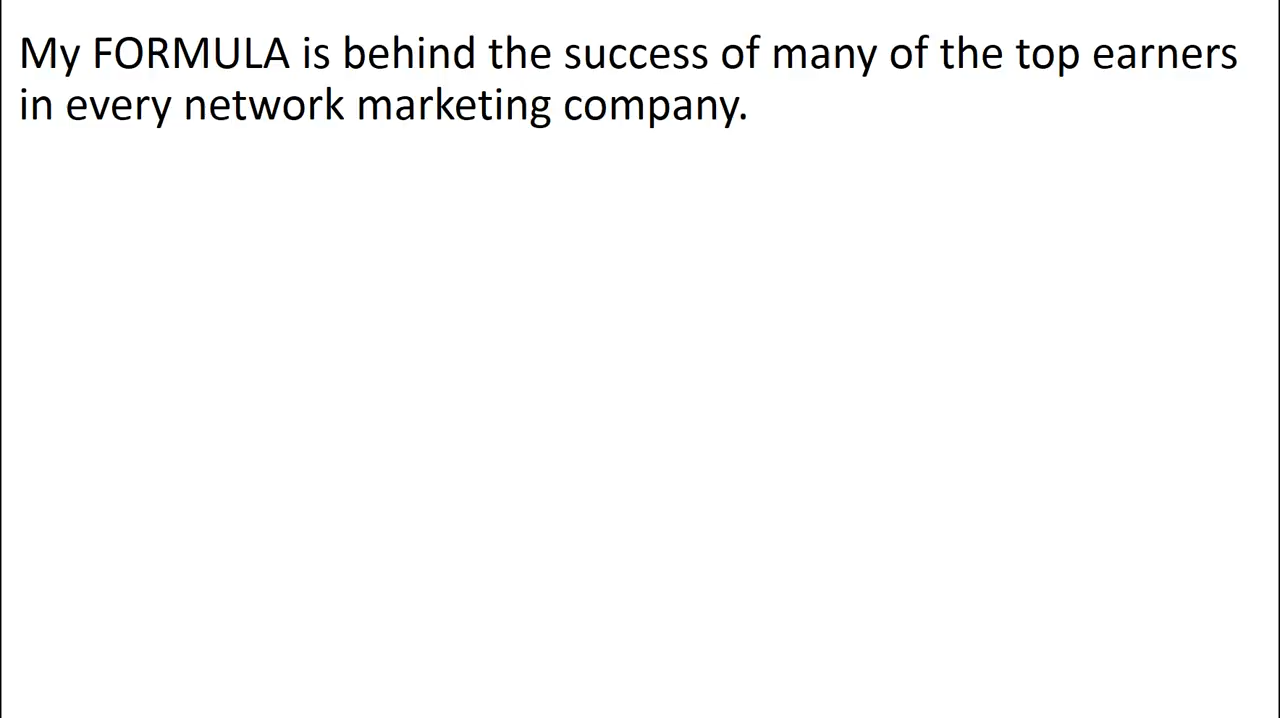 My FORMULA is behind the success of many of the top earners
in every network marketing company.